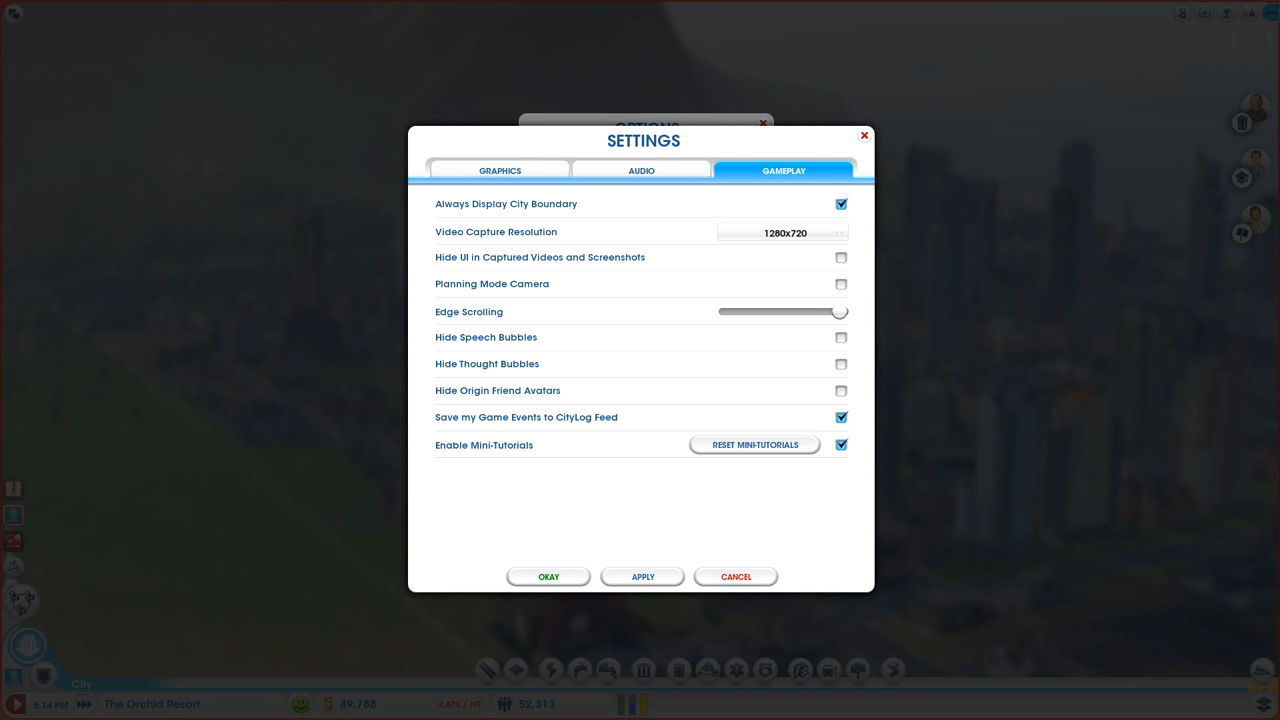 OPTIONS
SETTINGS
GRAPHICS
AUDIO
GAMEPLAY
Always Display City Boundary
Video Capture Resolution
1280x720
Hide UI in Captured Videos and Screenshots
Planning Mode Camera
Edge Scrolling
Hide Speech Bubbles
Hide Thought Bubbles
Hide Origin Friend Avatars
Save my Game Events to CityLog Feed
Enable Mini-Tutorials
RESET MINI-TUTORIALS
OKAY
APPLY
CANCEL
City
5:14 PM
The Orchid Resort
49,788
-2,870 / HR
52,313